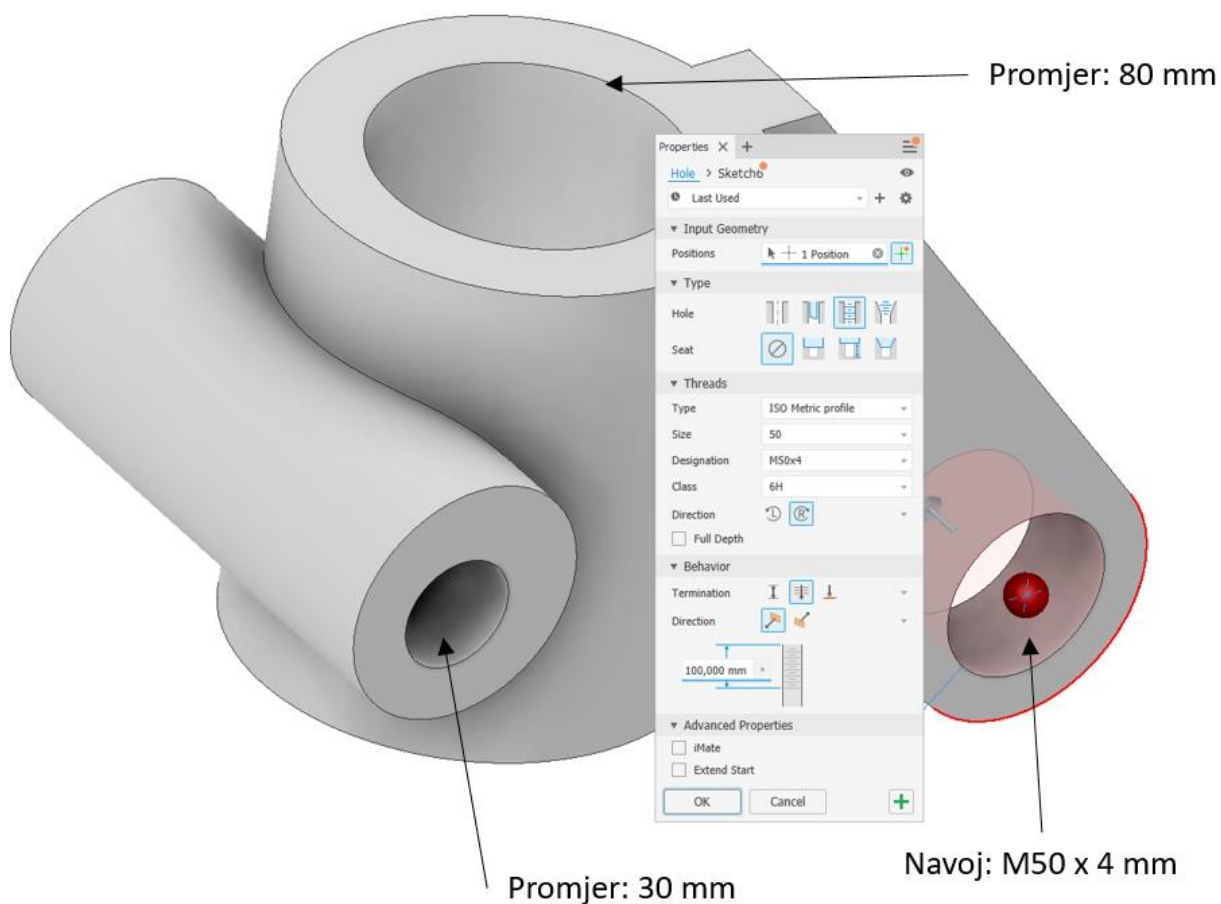 Promjer: 80 mm
Properties
Hole > Sketch6
Last Used
Input Geometry
Positions 1 Position
Type
Hole
Seat
Threads
Type ISO Metric profile
Size 50
Designation M50x4
Class 6H
Direction L R
Full Depth
Behavior
Termination
Direction
100,000 mm
Advanced Properties
iMate
Extend Start
OK Cancel
Navoj: M50 x 4 mm
Promjer: 30 mm